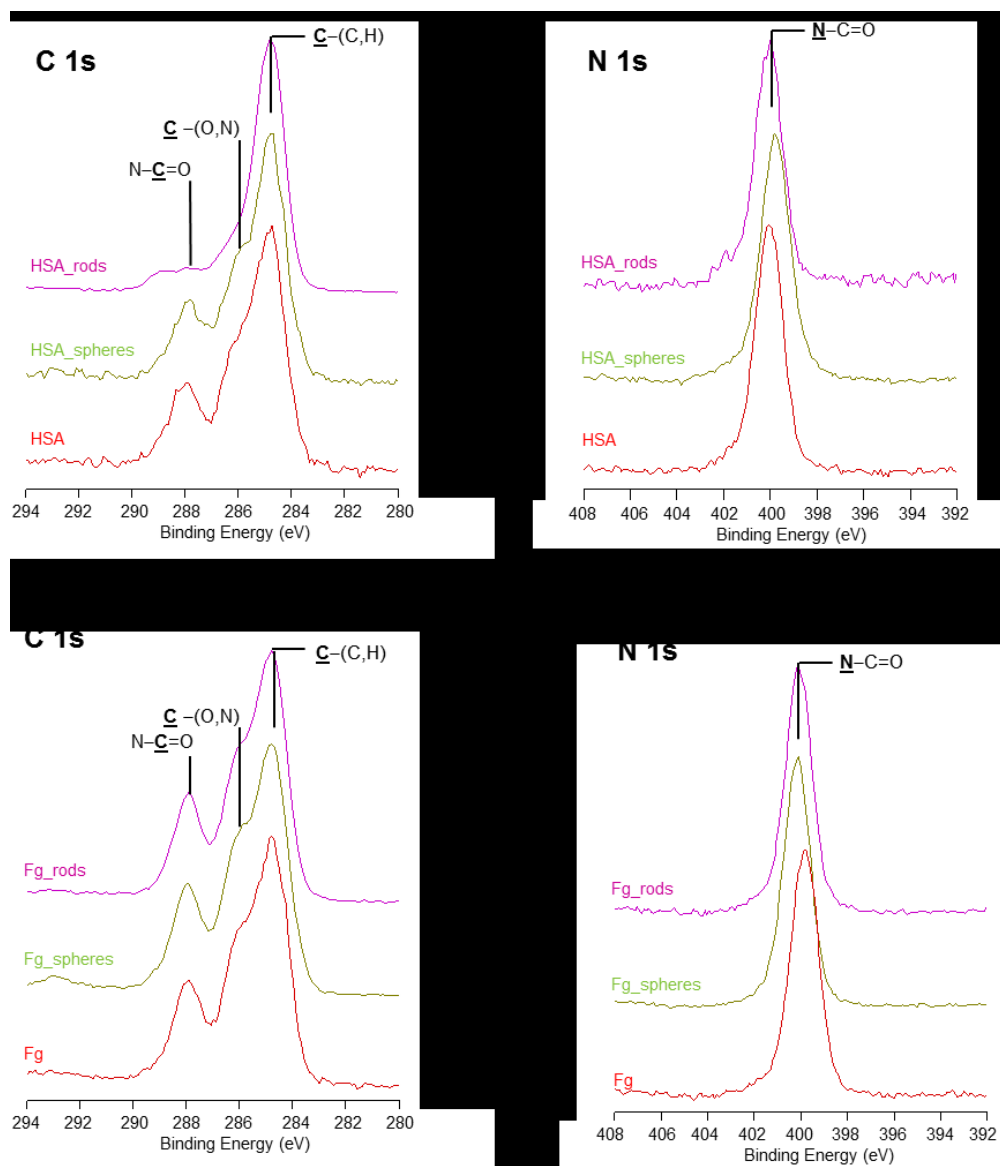 C 1s
C–(C,H)
C –(O,N)
N–C=O
HSA_rods
HSA_spheres
HSA
294 292 290 288 286 284 282 280
Binding Energy (eV)
N 1s
N–C=O
HSA_rods
HSA_spheres
HSA
408 406 404 402 400 398 396 394 392
Binding Energy (eV)
C 1s
C–(C,H)
C –(O,N)
N–C=O
Fg_rods
Fg_spheres
Fg
294 292 290 288 286 284 282 280
Binding Energy (eV)
N 1s
N–C=O
Fg_rods
Fg_spheres
Fg
408 406 404 402 400 398 396 394 392
Binding Energy (eV)